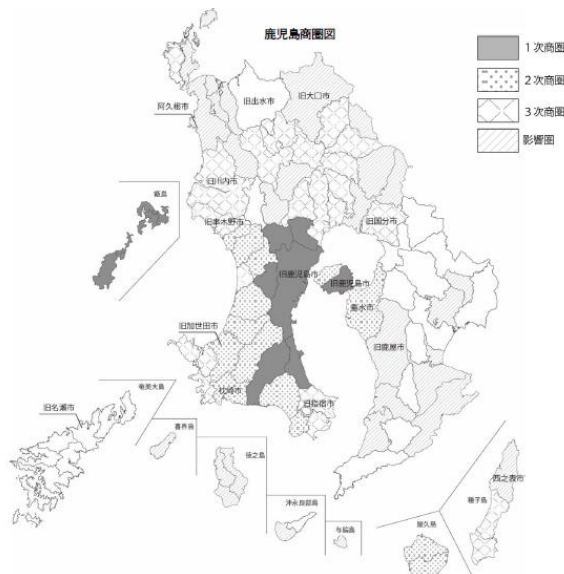 鹿児島商圏図
1次商圏
2次商圏
3次商圏
影響圏
旧出水市
旧大口市
阿久根市
旧川内市
甑島
旧串木野市
旧国分市
旧鹿児島市
旧鹿児島市
垂水市
旧加世田市
旧鹿屋市
枕崎市
旧指宿市
奄美大島
旧名瀬市
喜界島
徳之島
沖永良部島
与論島
屋久島
種子島
西之表市